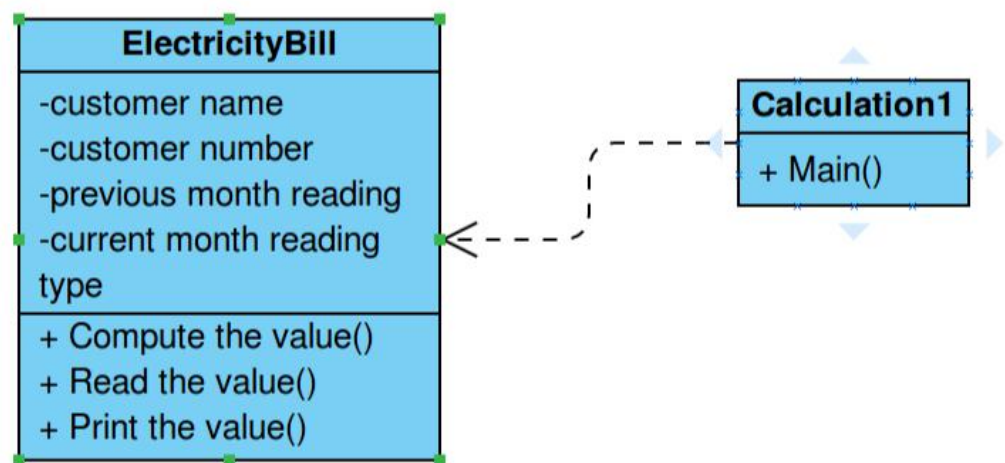 ElectricityBill
-customer name
-customer number
-previous month reading
-current month reading
type
+ Compute the value()
+ Read the value()
+ Print the value()
Calculation1
+ Main()